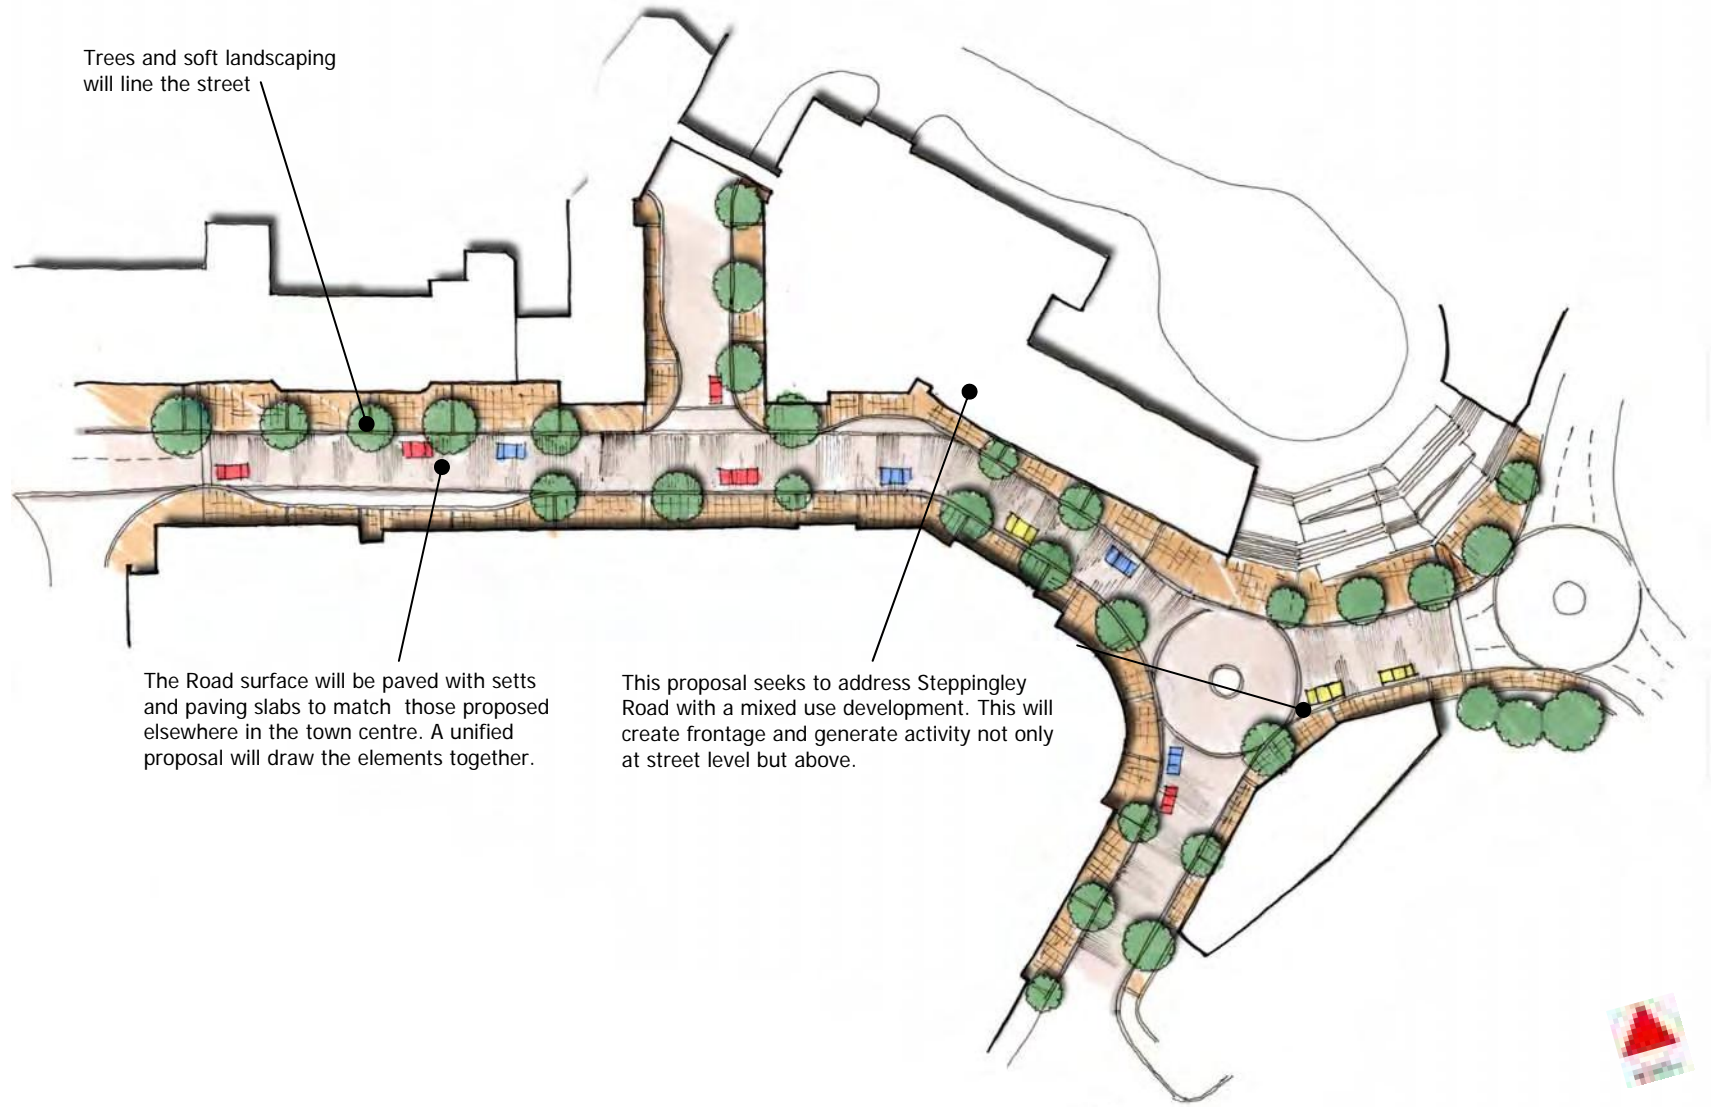 Trees and soft landscaping
will line the street
The Road surface will be paved with setts
and paving slabs to match  those proposed
elsewhere in the town centre. A unified
proposal will draw the elements together.
This proposal seeks to address Steppingley
Road with a mixed use development. This will
create frontage and generate activity not only
at street level but above.